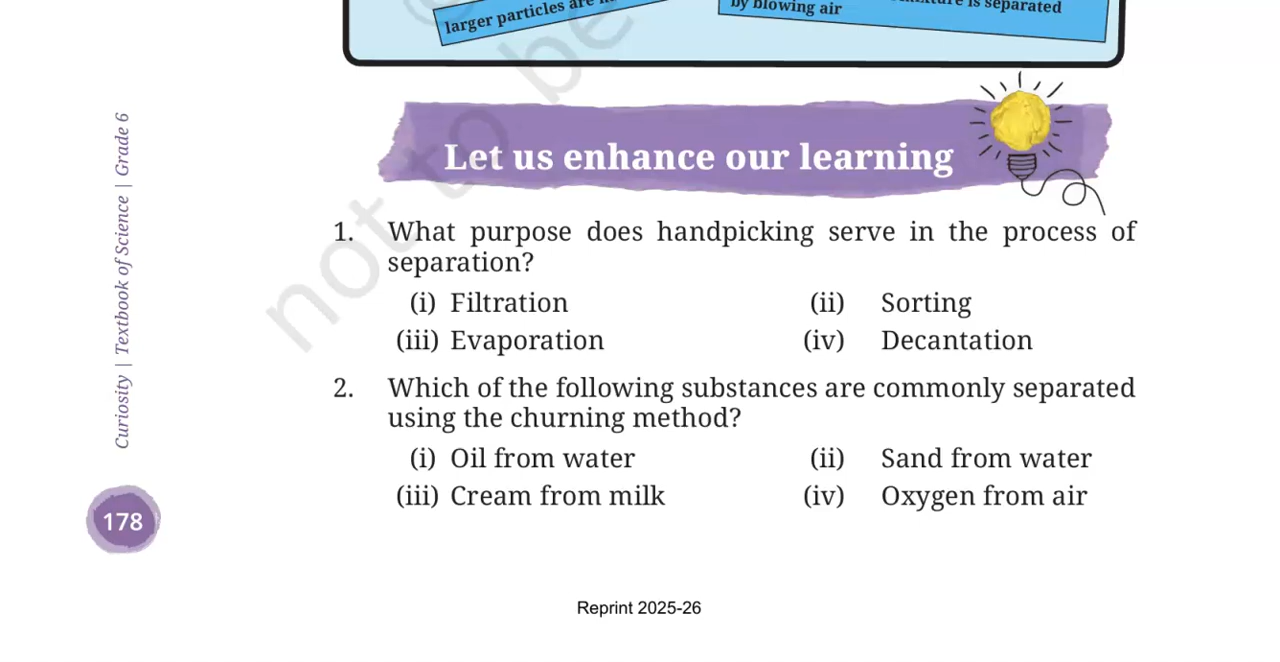 larger particles are
mixture is separated
by blowing air
Let us enhance our learning
1. What purpose does handpicking serve in the process of
separation?
(i) Filtration (ii) Sorting
(iii) Evaporation (iv) Decantation
2. Which of the following substances are commonly separated
using the churning method?
(i) Oil from water (ii) Sand from water
(iii) Cream from milk (iv) Oxygen from air
Curiosity | Textbook of Science | Grade 6
178
not to be
Reprint 2025-26